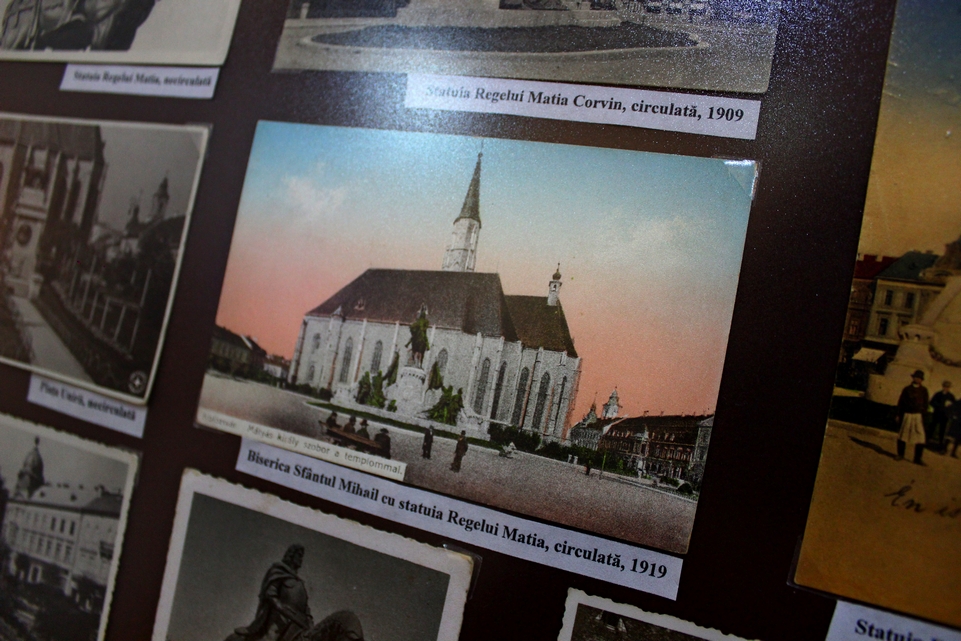 Statuia Regelui Matia, necirculată
Statuia Regelui Matia Corvin, circulată, 1909
Piața Unirii, necirculată
Mátyás király szobor a templommal.
Biserica Sfântul Mihail cu statuia Regelui Matia, circulată, 1919
Én
Statuia